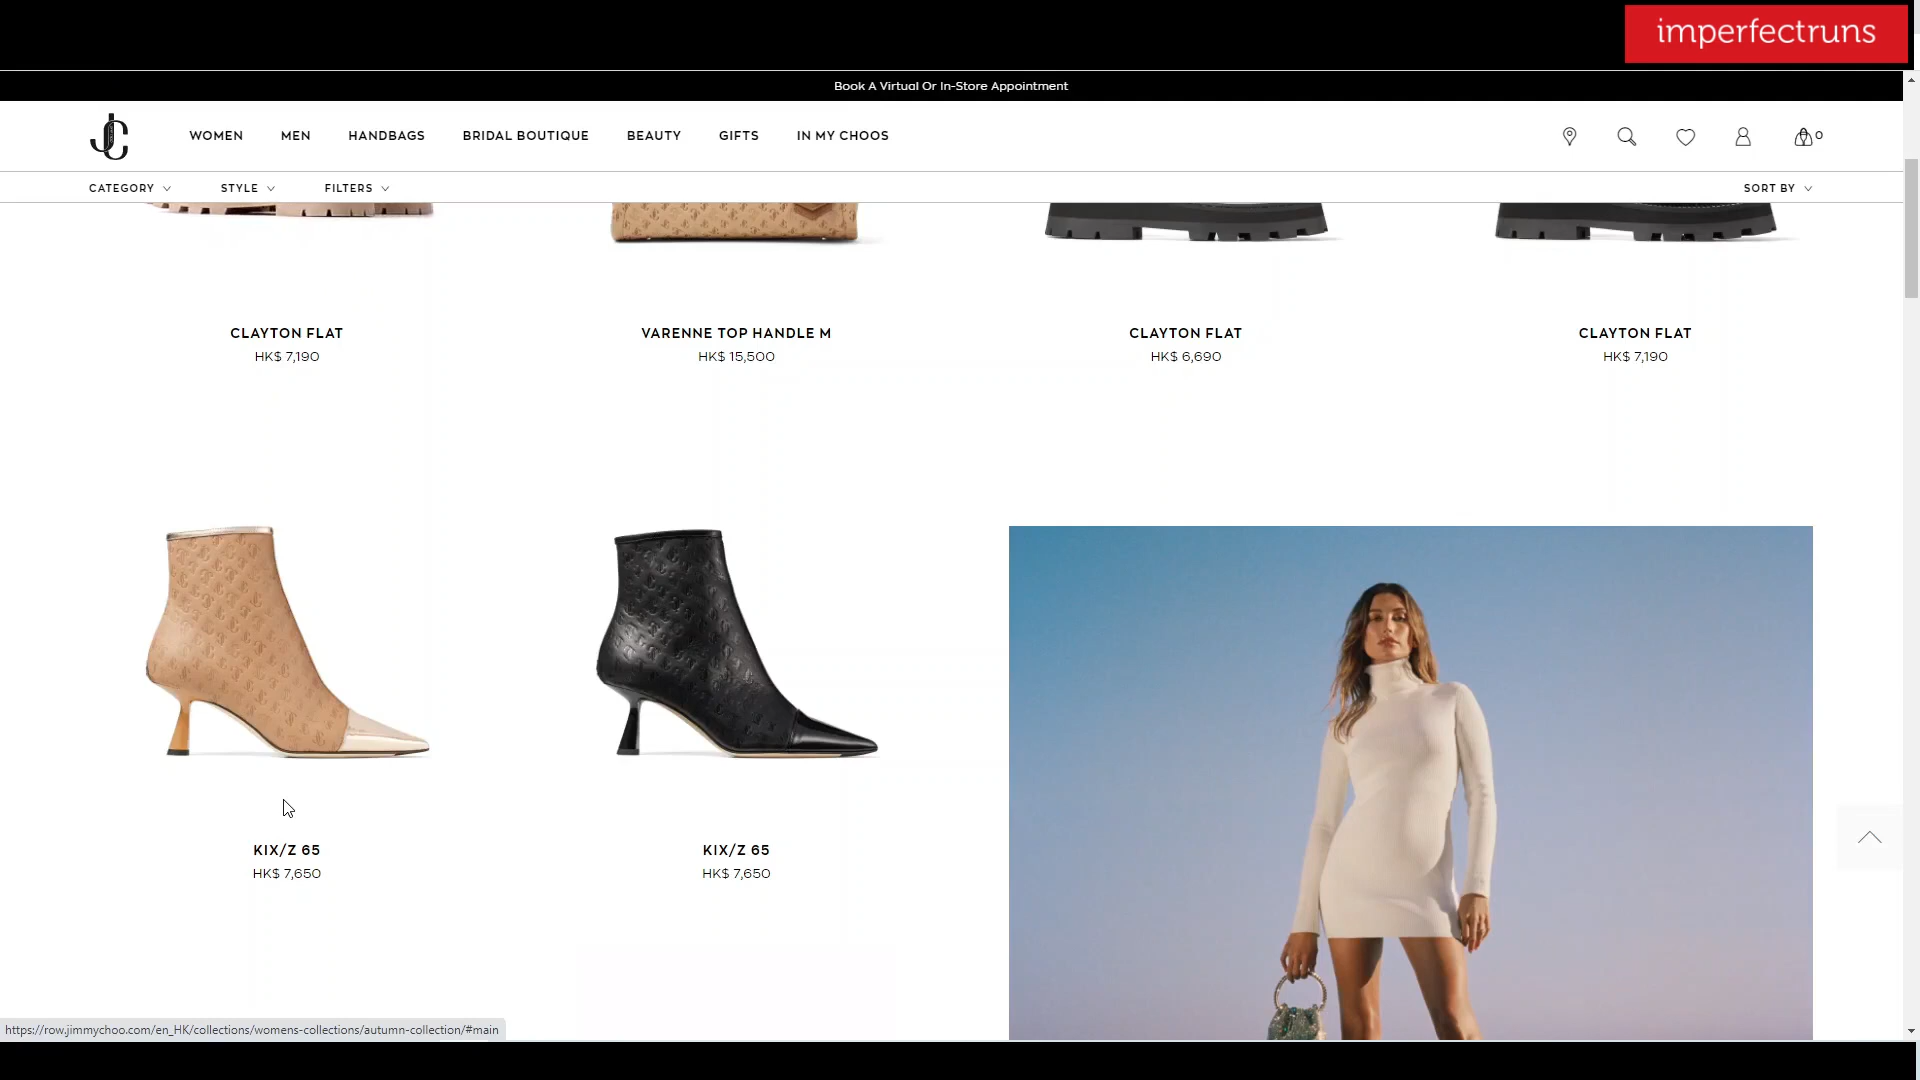 imperfectruns
Book A Virtual Or In-Store Appointment
JC
WOMEN MEN HANDBAGS BRIDAL BOUTIQUE BEAUTY GIFTS IN MY CHOOS
0
CATEGORY STYLE FILTERS SORT BY
CLAYTON FLAT VARENNE TOP HANDLE M CLAYTON FLAT CLAYTON FLAT
HK$ 7,190 HK$ 15,500 HK$ 6,690 HK$ 7,190
KIX/Z 65 KIX/Z 65
HK$ 7,650 HK$ 7,650
https://row.jimmychoo.com/en_HK/collections/womens-collections/autumn-collection/#main